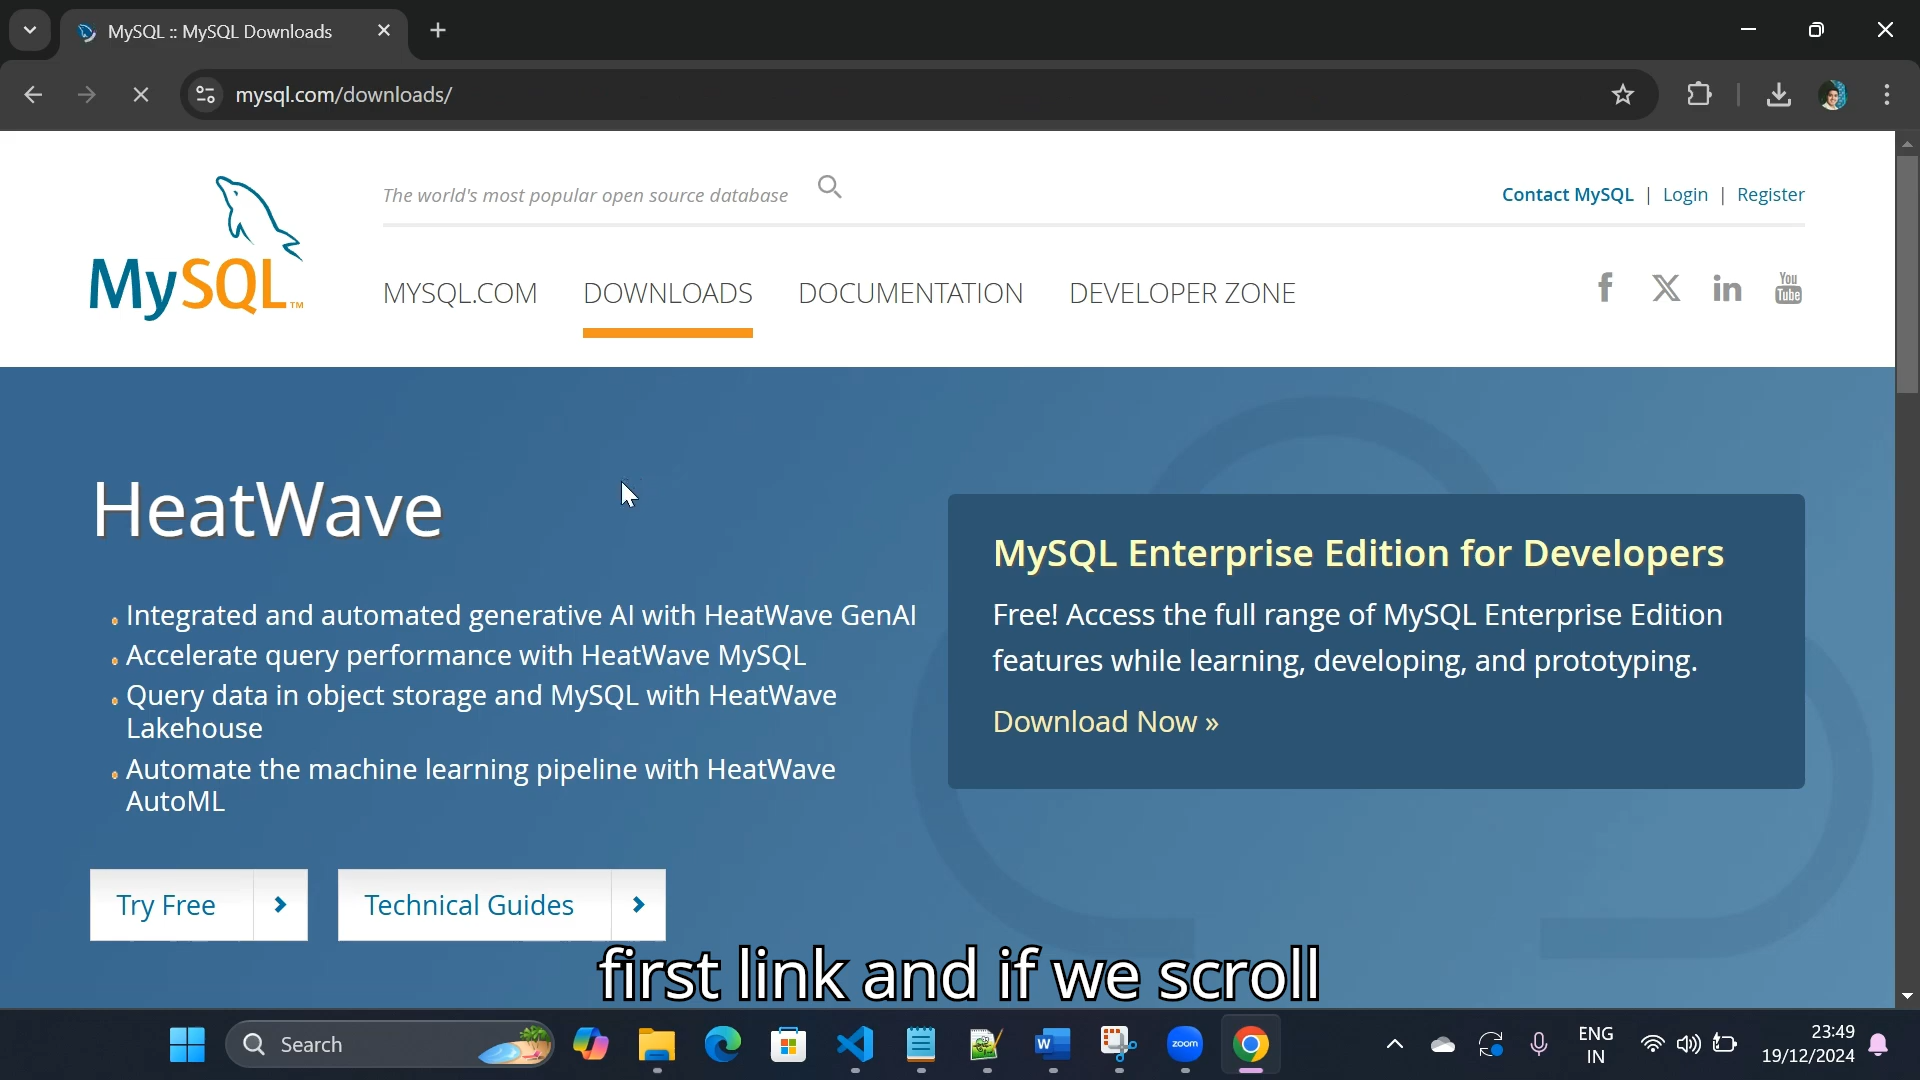 MySQL :: MySQL Downloads
mysql.com/downloads/
MySQL™
The world's most popular open source database
Contact MySQL | Login | Register
MYSQL.COM
DOWNLOADS
DOCUMENTATION
DEVELOPER ZONE
f
X
in
You
Tube
HeatWave
Integrated and automated generative AI with HeatWave GenAI
Accelerate query performance with HeatWave MySQL
Query data in object storage and MySQL with HeatWave
Lakehouse
Automate the machine learning pipeline with HeatWave
AutoML
Try Free
Technical Guides
MySQL Enterprise Edition for Developers
Free! Access the full range of MySQL Enterprise Edition
features while learning, developing, and prototyping.
Download Now »
first link and if we scroll
Search
W
zoom
ENG
IN
23:49
19/12/2024